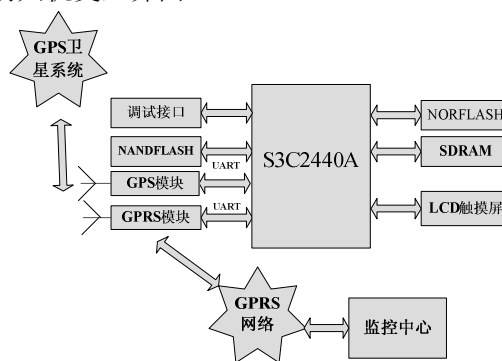 GPS卫
星系统
调试接口
NANDFLASH
UART
GPS模块
UART
GPRS模块
S3C2440A
NORFLASH
SDRAM
LCD触摸屏
GPRS
网络
监控中心